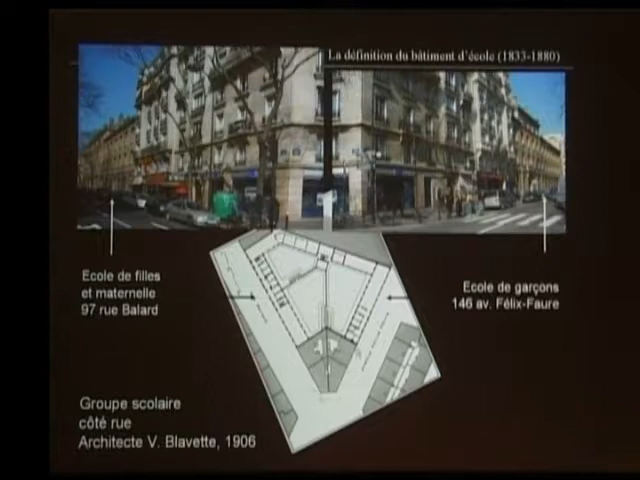 La définition du bâtiment d'école (1833-1880)
Ecole de filles
et maternelle
97 rue Balard
Ecole de garçons
146 av. Félix-Faure
Groupe scolaire
côté rue
Architecte V. Blavette, 1906